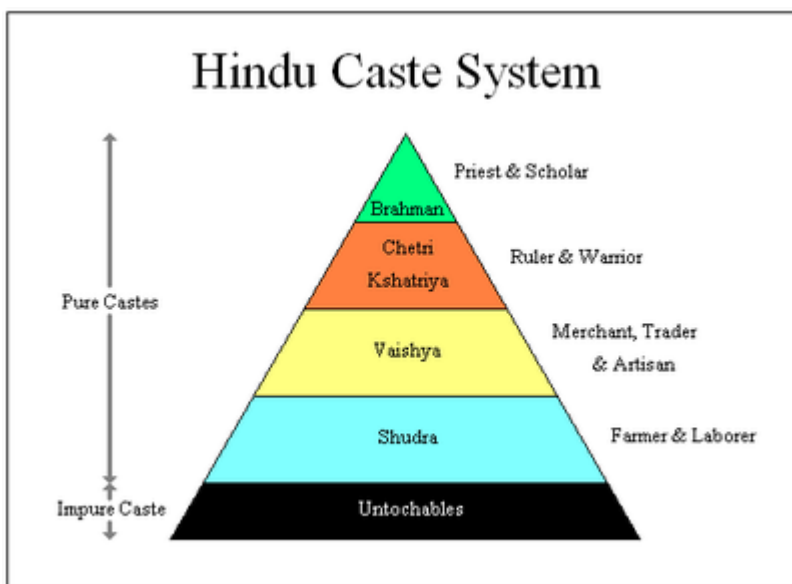 Hindu Caste System
Priest & Scholar
Brahman
Chetri
Kshatriya
Ruler & Warrior
Pure Castes
Vaishya
Merchant, Trader
& Artisan
Shudra
Farmer & Laborer
Impure Caste
Untochables